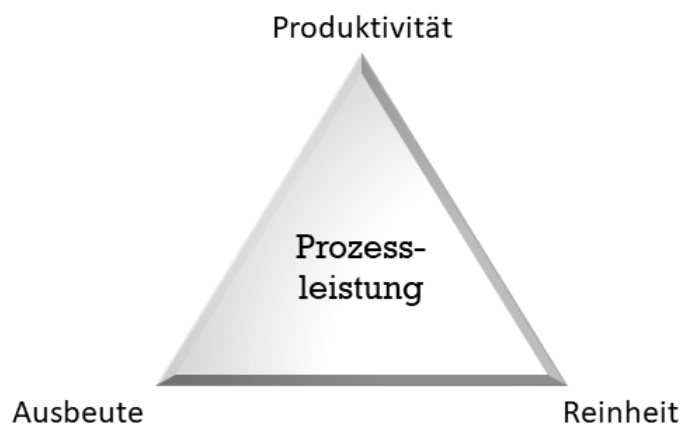 Produktivität
Prozess-
leistung
Ausbeute
Reinheit